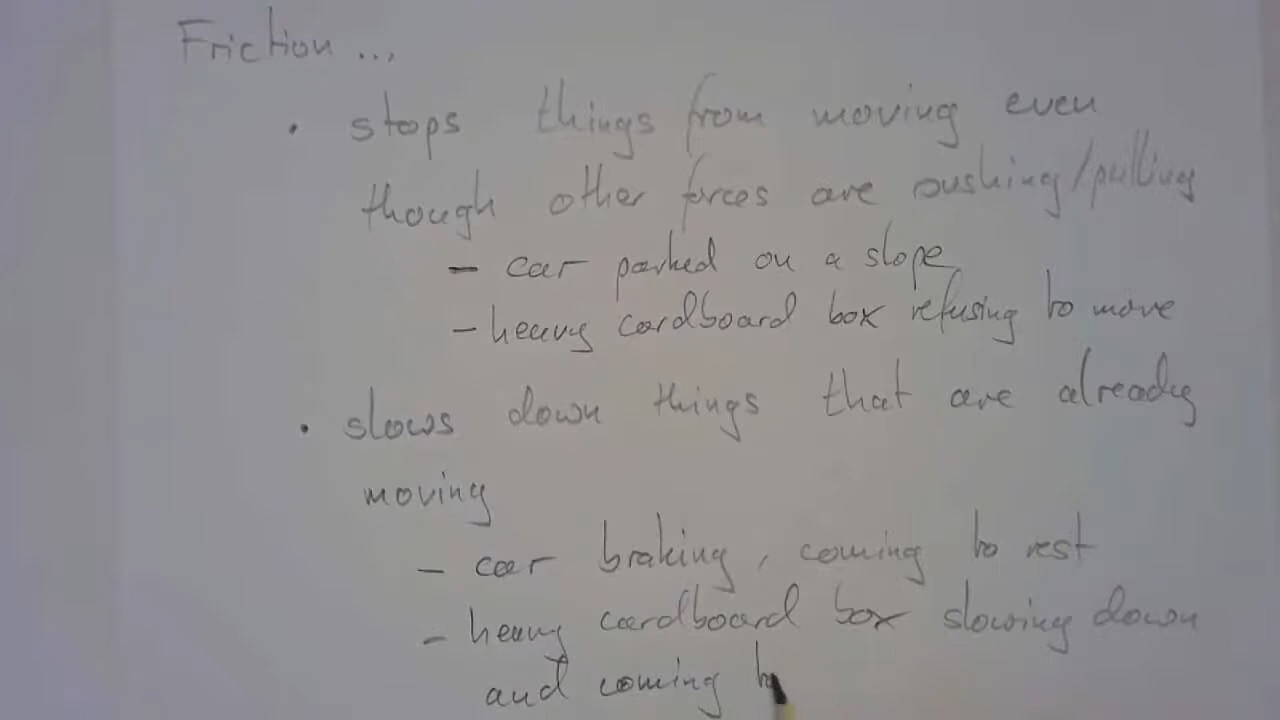 Friction...
• stops things from moving even
though other forces are pushing/pulling
- car parked on a slope
- heavy cardboard box refusing to move
• slows down things that are already
moving
- car braking, coming to rest
- heavy cardboard box slowing down
and coming